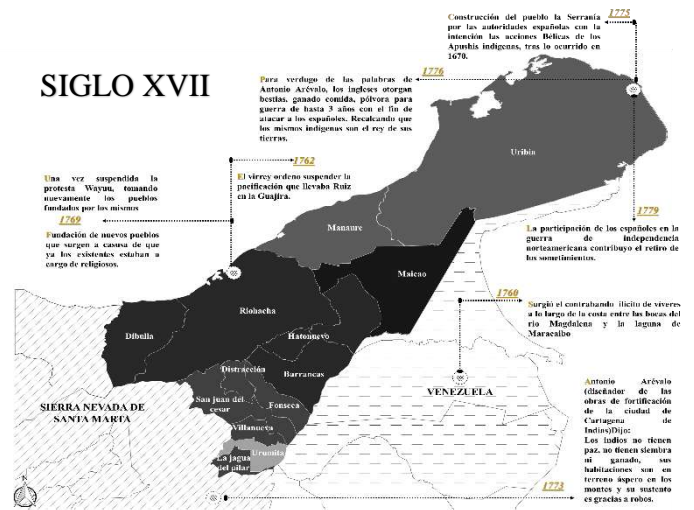 1775
Construcción del pueblo la Serranía
por las autoridades españolas con la
intención las acciones Bélicas de los
Apushis indígenas, tras lo ocurrido en
1670.
SIGLO XVII
1776
Para verdugo de las palabras de
Antonio Arévalo, los ingleses otorgan
bestias, ganado comida, pólvora para
guerra de hasta 3 años con el fin de
atacar a los españoles. Recalcando que
los mismos indígenas son el rey de sus
tierras.
Uribia
1762
El virrey ordeno suspender la
pacificación que llevaba Ruiz
en la Guajira.
Una vez suspendida la
protesta Wayuu, tomando
nuevamente los pueblos
fundados por los mismos
1769
Fundación de nuevos pueblos
que surgen a casusa de que
ya los existentes estaban a
cargo de religiosos.
Manaure
1779
La participación de los españoles en la
guerra de independencia
norteamericana contribuyo el retiro de
los sometimientos.
Maicao
1760
Surgió el contrabando ilícito de víveres
a lo largo de la costa entre las bocas del
rio Magdalena y la laguna de
Maracaibo
Riohacha
Dibulla
Hatonuevo
Distracción
Barrancas
San juan del
cesar
Fonseca
Villanueva
Urumita
La jagua
del pilar
SIERRA NEVADA DE
SANTA MARTA
VENEZUELA
Antonio Arévalo
(diseñador de las
obras de fortificación
de la ciudad de
Cartagena de
Indins)Dijo:
Los indios no tienen
paz, no tienen siembra
ni ganado, sus
habitaciones son en
terreno áspero en los
montes y su sustento
es gracias a robos.
1773